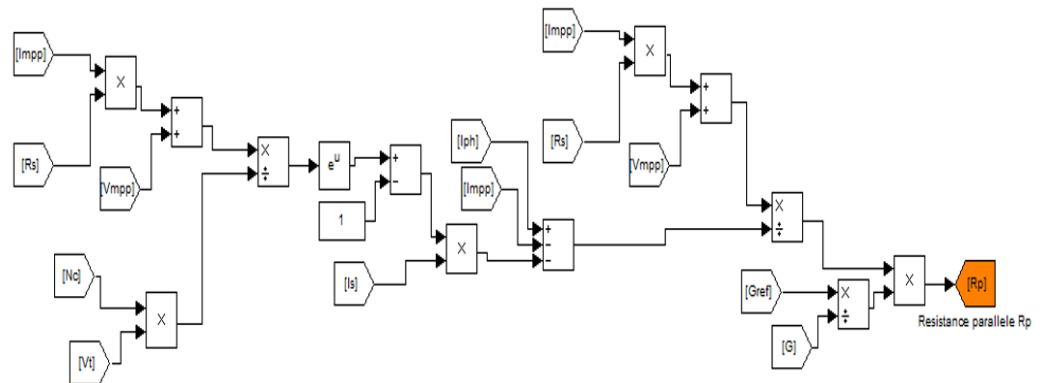 [Impp]
×
[Rs]
+
+
[Vmpp]
×
÷
[Nc]
[Vt]
×
e^u
1
+
−
[Is]
×
[Iph]
[Impp]
+
−
−
[Impp]
×
[Rs]
+
+
[Vmpp]
×
÷
[Gref]
[G]
×
÷
×
[Rp]
Resistance parallele Rp